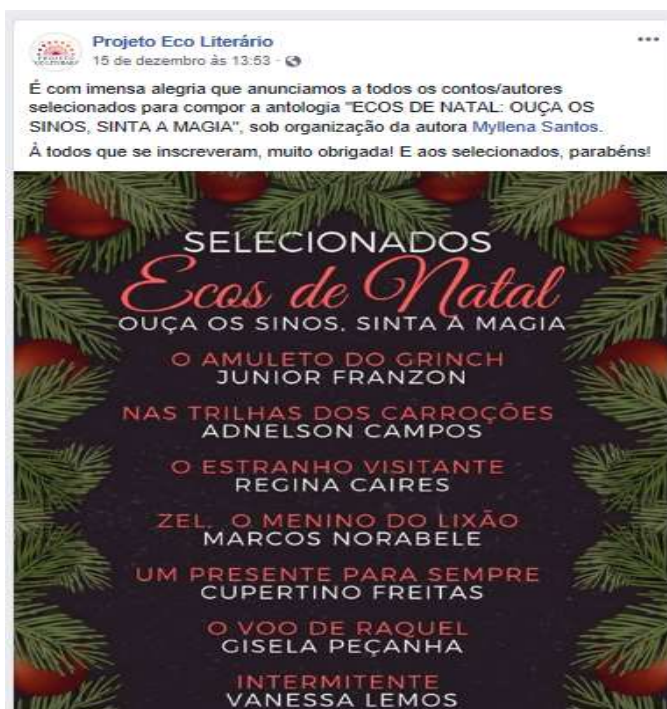 Projeto Eco Literário
15 de dezembro às 13:53 ·
É com imensa alegria que anunciamos a todos os contos/autores
selecionados para compor a antologia "ECOS DE NATAL: OUÇA OS
SINOS, SINTA A MAGIA", sob organização da autora Myllena Santos.
À todos que se inscreveram, muito obrigada! E aos selecionados, parabéns!
SELECIONADOS
Ecos de Natal
OUÇA OS SINOS, SINTA A MAGIA
O AMULETO DO GRINCH
JUNIOR FRANZON
NAS TRILHAS DOS CARROÇÕES
ADNELSON CAMPOS
O ESTRANHO VISITANTE
REGINA CAIRES
ZEL, O MENINO DO LIXÃO
MARCOS NORABELE
UM PRESENTE PARA SEMPRE
CUPERTINO FREITAS
O VOO DE RAQUEL
GISELA PEÇANHA
INTERMITENTE
VANESSA LEMOS